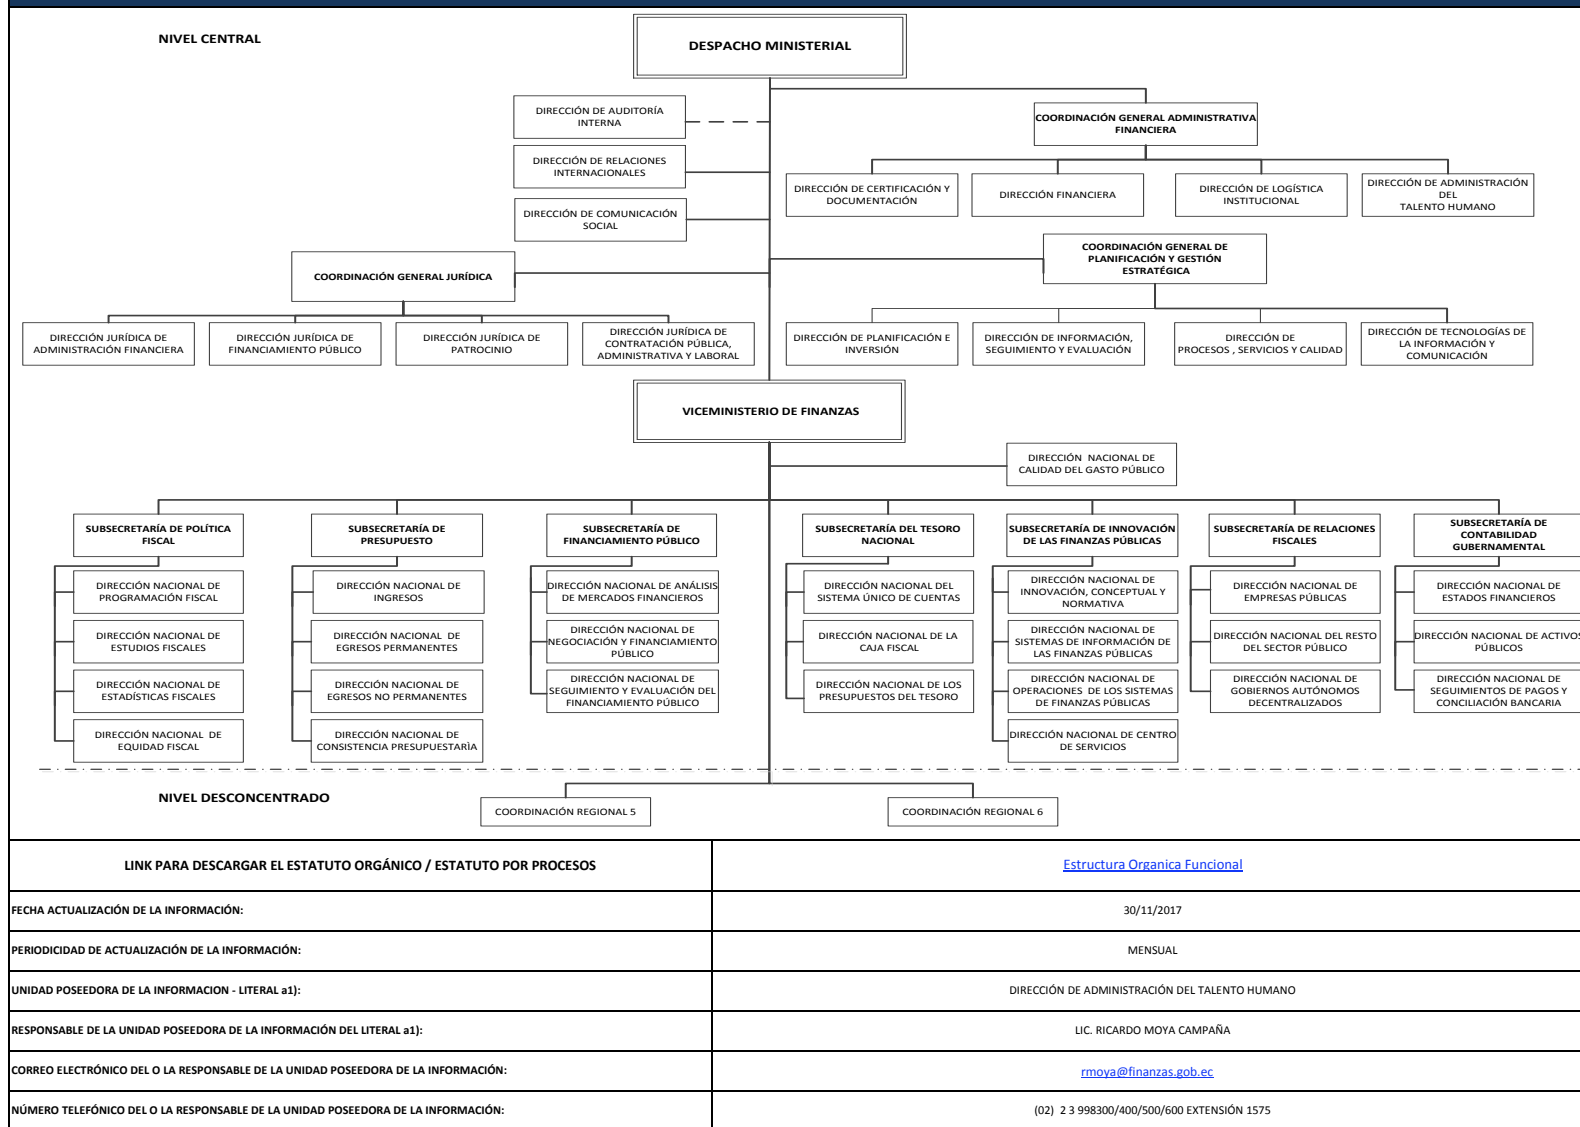 NIVEL CENTRAL
DESPACHO MINISTERIAL
DIRECCIÓN DE AUDITORÍA
INTERNA
COORDINACIÓN GENERAL ADMINISTRATIVA
FINANCIERA
DIRECCIÓN DE RELACIONES
INTERNACIONALES
DIRECCIÓN DE CERTIFICACIÓN Y
DOCUMENTACIÓN
DIRECCIÓN FINANCIERA
DIRECCIÓN DE LOGÍSTICA
INSTITUCIONAL
DIRECCIÓN DE ADMINISTRACIÓN
DEL
TALENTO HUMANO
DIRECCIÓN DE COMUNICACIÓN
SOCIAL
COORDINACIÓN GENERAL JURÍDICA
COORDINACIÓN GENERAL DE
PLANIFICACIÓN Y GESTIÓN
ESTRATÉGICA
DIRECCIÓN JURÍDICA DE
ADMINISTRACIÓN FINANCIERA
DIRECCIÓN JURÍDICA DE
FINANCIAMIENTO PÚBLICO
DIRECCIÓN JURÍDICA DE
PATROCINIO
DIRECCIÓN JURÍDICA DE
CONTRATACIÓN PÚBLICA,
ADMINISTRATIVA Y LABORAL
DIRECCIÓN DE PLANIFICACIÓN E
INVERSIÓN
DIRECCIÓN DE INFORMACIÓN,
SEGUIMIENTO Y EVALUACIÓN
DIRECCIÓN DE
PROCESOS , SERVICIOS Y CALIDAD
DIRECCIÓN DE TECNOLOGÍAS DE
LA INFORMACIÓN Y
COMUNICACIÓN
VICEMINISTERIO DE FINANZAS
DIRECCIÓN NACIONAL DE
CALIDAD DEL GASTO PÚBLICO
SUBSECRETARÍA DE POLÍTICA
FISCAL
DIRECCIÓN NACIONAL DE
PROGRAMACIÓN FISCAL
DIRECCIÓN NACIONAL DE
ESTUDIOS FISCALES
DIRECCIÓN NACIONAL DE
ESTADÍSTICAS FISCALES
DIRECCIÓN NACIONAL DE
EQUIDAD FISCAL
SUBSECRETARÍA DE
PRESUPUESTO
DIRECCIÓN NACIONAL DE
INGRESOS
DIRECCIÓN NACIONAL DE
EGRESOS PERMANENTES
DIRECCIÓN NACIONAL DE
EGRESOS NO PERMANENTES
DIRECCIÓN NACIONAL DE
CONSISTENCIA PRESUPUESTARÌA
SUBSECRETARÍA DE
FINANCIAMIENTO PÚBLICO
DIRECCIÓN NACIONAL DE ANÁLISIS
DE MERCADOS FINANCIEROS
DIRECCIÓN NACIONAL DE
NEGOCIACIÓN Y FINANCIAMIENTO
PÚBLICO
DIRECCIÓN NACIONAL DE
SEGUIMIENTO Y EVALUACIÓN DEL
FINANCIAMIENTO PÚBLICO
SUBSECRETARÍA DEL TESORO
NACIONAL
DIRECCIÓN NACIONAL DEL
SISTEMA ÚNICO DE CUENTAS
DIRECCIÓN NACIONAL DE LA
CAJA FISCAL
DIRECCIÓN NACIONAL DE LOS
PRESUPUESTOS DEL TESORO
SUBSECRETARÍA DE INNOVACIÓN
DE LAS FINANZAS PÚBLICAS
DIRECCIÓN NACIONAL DE
INNOVACIÓN, CONCEPTUAL Y
NORMATIVA
DIRECCIÓN NACIONAL DE
SISTEMAS DE INFORMACIÓN DE
LAS FINANZAS PÚBLICAS
DIRECCIÓN NACIONAL DE
OPERACIONES DE LOS SISTEMAS
DE FINANZAS PÚBLICAS
DIRECCIÓN NACIONAL DE CENTRO
DE SERVICIOS
SUBSECRETARÍA DE RELACIONES
FISCALES
DIRECCIÓN NACIONAL DE
EMPRESAS PÚBLICAS
DIRECCIÓN NACIONAL DEL RESTO
DEL SECTOR PÚBLICO
DIRECCIÓN NACIONAL DE
GOBIERNOS AUTÓNOMOS
DECENTRALIZADOS
SUBSECRETARÍA DE
CONTABILIDAD
GUBERNAMENTAL
DIRECCIÓN NACIONAL DE
ESTADOS FINANCIEROS
DIRECCIÓN NACIONAL DE ACTIVOS
PÚBLICOS
DIRECCIÓN NACIONAL DE
SEGUIMIENTOS DE PAGOS Y
CONCILIACIÓN BANCARIA
NIVEL DESCONCENTRADO
COORDINACIÓN REGIONAL 5
COORDINACIÓN REGIONAL 6
LINK PARA DESCARGAR EL ESTATUTO ORGÁNICO / ESTATUTO POR PROCESOS
Estructura Organica Funcional
FECHA ACTUALIZACIÓN DE LA INFORMACIÓN:
30/11/2017
PERIODICIDAD DE ACTUALIZACIÓN DE LA INFORMACIÓN:
MENSUAL
UNIDAD POSEEDORA DE LA INFORMACION - LITERAL a1):
DIRECCIÓN DE ADMINISTRACIÓN DEL TALENTO HUMANO
RESPONSABLE DE LA UNIDAD POSEEDORA DE LA INFORMACIÓN DEL LITERAL a1):
LIC. RICARDO MOYA CAMPAÑA
CORREO ELECTRÓNICO DEL O LA RESPONSABLE DE LA UNIDAD POSEEDORA DE LA INFORMACIÓN:
rmoya@finanzas.gob.ec
NÚMERO TELEFÓNICO DEL O LA RESPONSABLE DE LA UNIDAD POSEEDORA DE LA INFORMACIÓN:
(02) 2 3 998300/400/500/600 EXTENSIÓN 1575